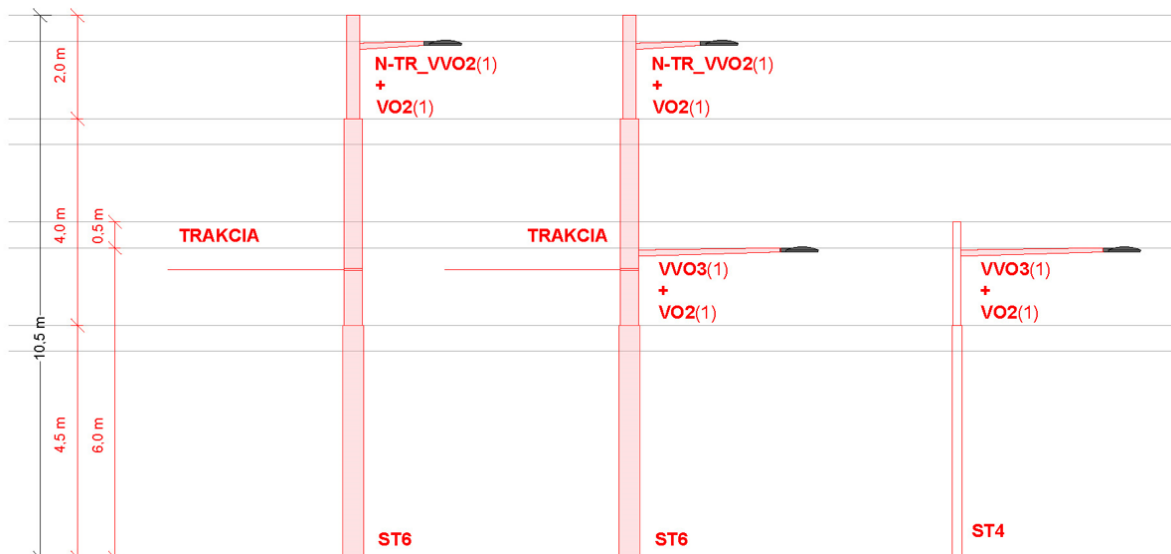 2.0 m
N-TR_VVO2(1)
+
VO2(1)
N-TR_VVO2(1)
+
VO2(1)
4.0 m
0.5 m
TRAKCIA
TRAKCIA
VVO3(1)
+
VO2(1)
VVO3(1)
+
VO2(1)
10.5 m
4.5 m
6.0 m
ST6
ST6
ST4